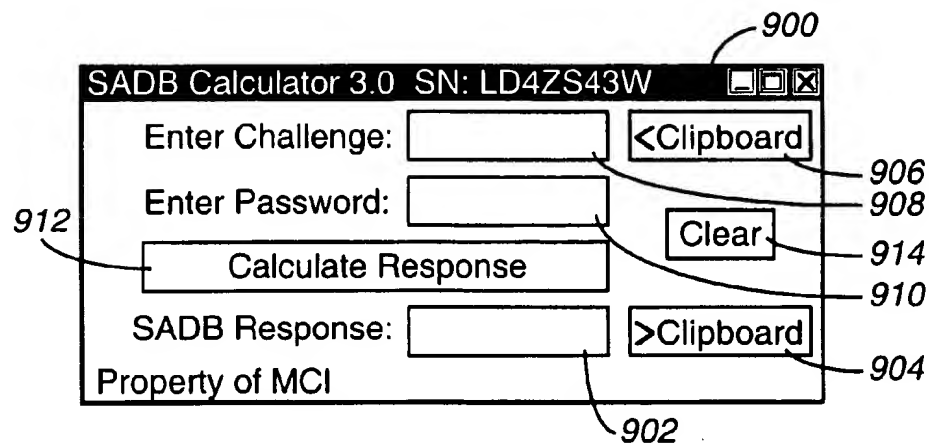 900
SADB Calculator 3.0 SN: LD4ZS43W
Enter Challenge: <Clipboard
906
908
Enter Password:
912
Clear
914
Calculate Response
910
SADB Response: >Clipboard
904
Property of MCI
902